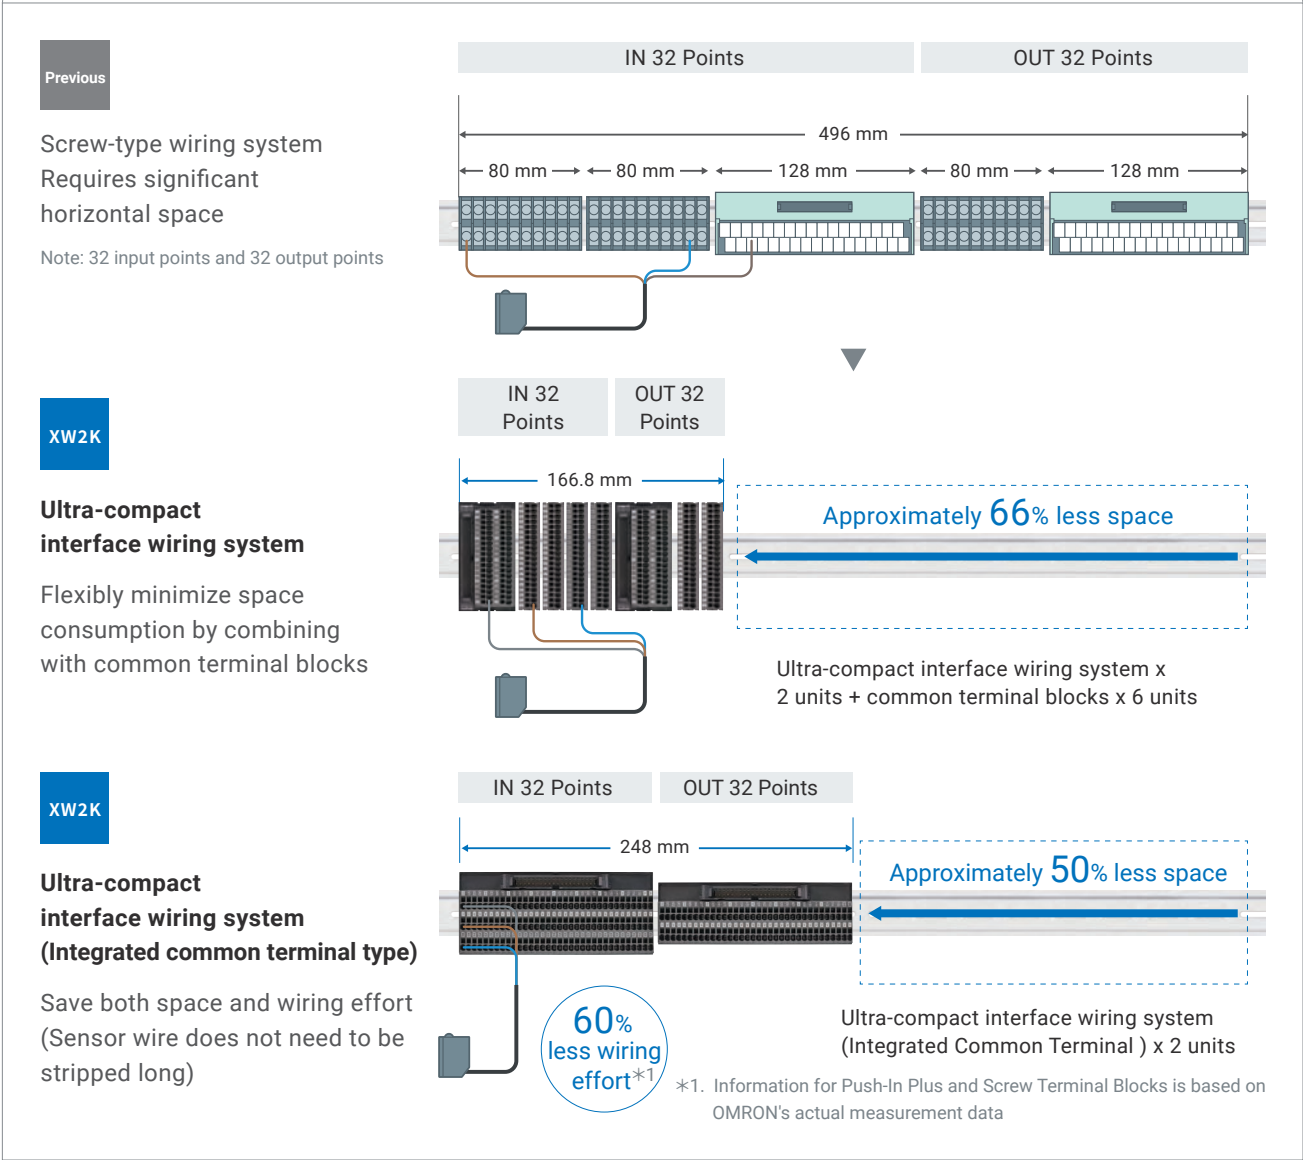 Previous
IN 32 Points
OUT 32 Points
496 mm
80 mm
80 mm
128 mm
80 mm
128 mm
Screw-type wiring system
Requires significant
horizontal space
Note: 32 input points and 32 output points
XW2K
IN 32
Points
OUT 32
Points
166.8 mm
Ultra-compact
interface wiring system
Flexibly minimize space
consumption by combining
with common terminal blocks
Approximately 66% less space
Ultra-compact interface wiring system x
2 units + common terminal blocks x 6 units
XW2K
IN 32 Points
OUT 32 Points
248 mm
Ultra-compact
interface wiring system
(Integrated common terminal type)
Save both space and wiring effort
(Sensor wire does not need to be
stripped long)
Approximately 50% less space
60%
less wiring
effort＊1
Ultra-compact interface wiring system
(Integrated Common Terminal ) x 2 units
＊1. Information for Push-In Plus and Screw Terminal Blocks is based on
OMRON's actual measurement data